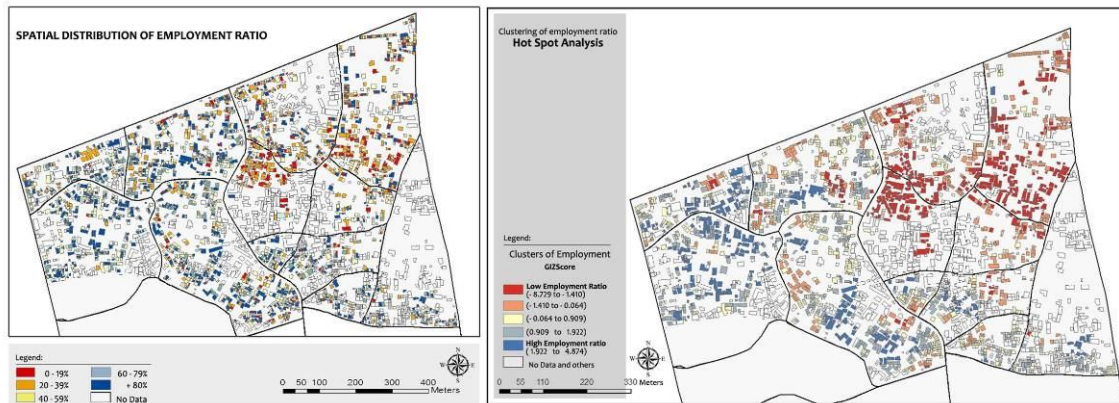 SPATIAL DISTRIBUTION OF EMPLOYMENT RATIO
Legend:
0 - 19%
20 - 39%
40 - 59%
60 - 79%
+ 80%
No Data
N
W
E
S
0 50 100 200 300 400
Meters
Clustering of employment ratio
Hot Spot Analysis
Legend:
Clusters of Employment
GIZScore
Low Employment Ratio
(- 8.729 to - 1.410)
(- 1.410 to - 0.064)
(- 0.064 to 0.909)
(0.909 to 1.922)
High Employment ratio
(1.922 to 4.874)
No Data and others
N
W
E
S
0 55 110 220 330 Meters